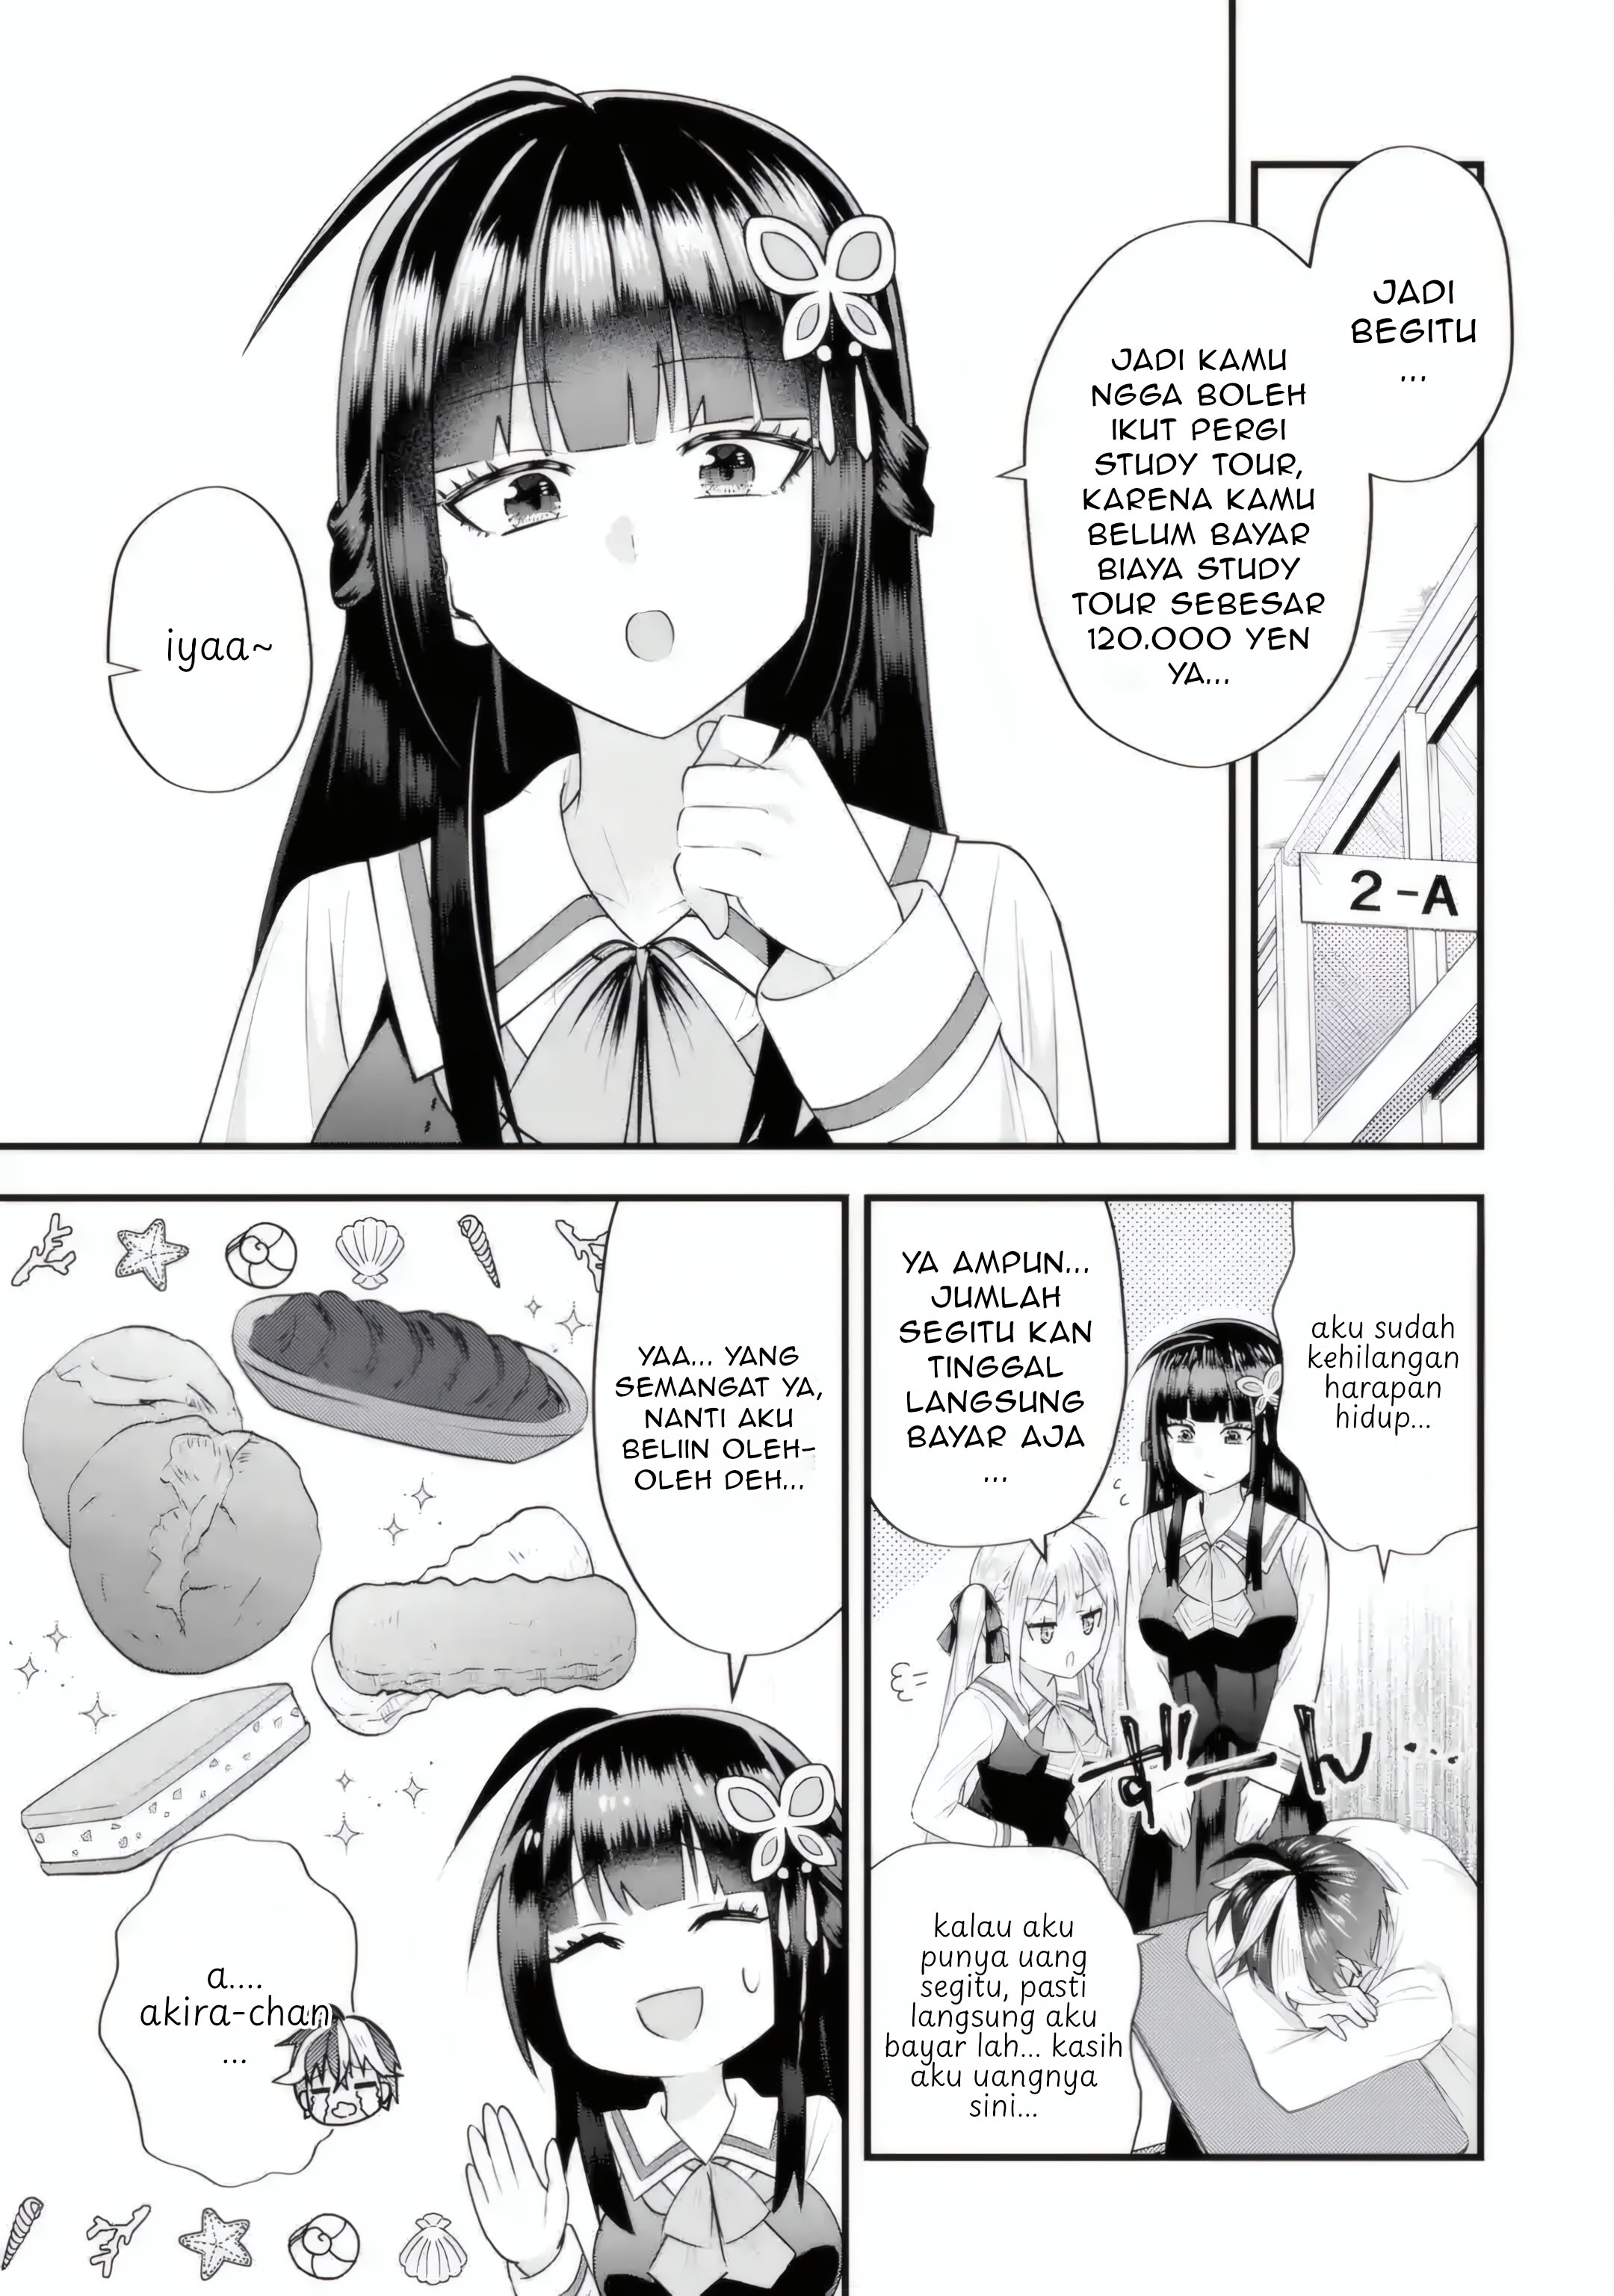 JADI
BEGITU
...
JADI KAMU
NGGA BOLEH
IKUT PERGI
STUDY TOUR,
KARENA KAMU
BELUM BAYAR
BIAYA STUDY
TOUR SEBESAR
120.000 YEN
YA...
iyaa~
2-A
aku sudah
kehilangan
harapan
hidup...
YA AMPUN...
JUMLAH
SEGITU KAN
TINGGAL
LANGSUNG
BAYAR AJA
...
ずーん...
kalau aku
punya uang
segitu, pasti
langsung aku
bayar lah... kasih
aku uangnya
sini...
YAA... YANG
SEMANGAT YA,
NANTI AKU
BELIIN OLEH-
OLEH DEH...
a....
akira-chan
...